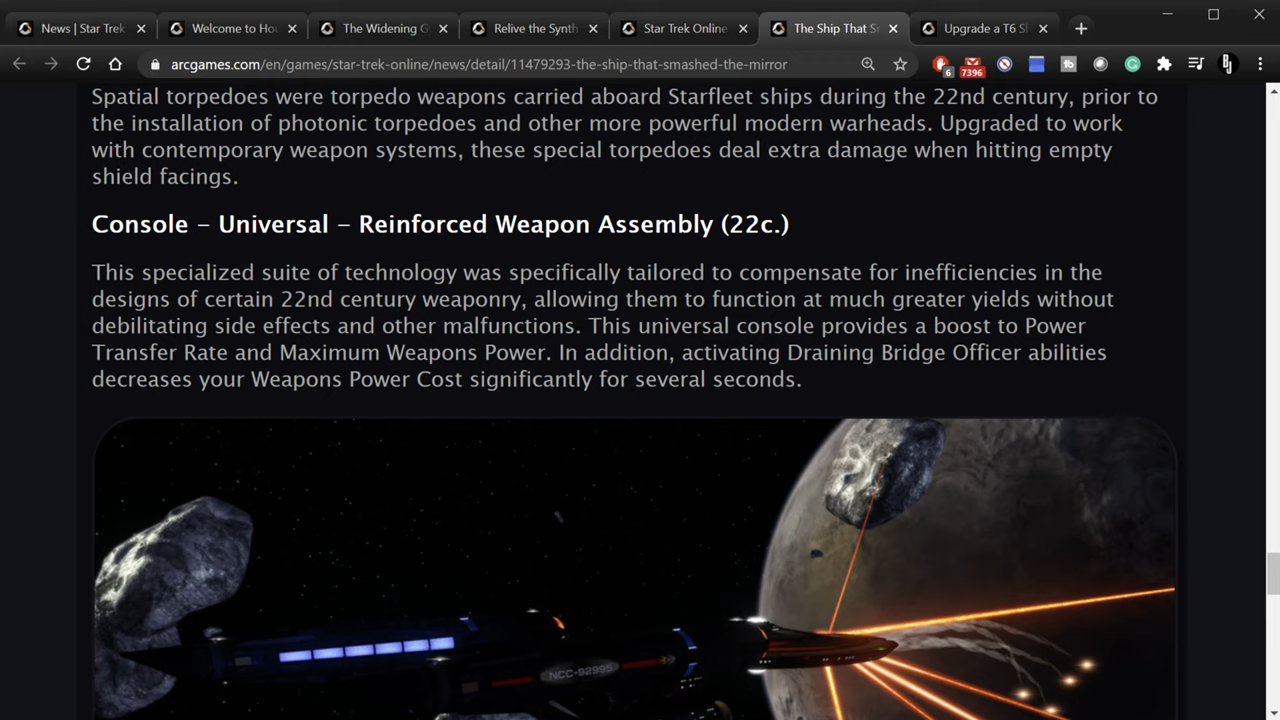 News | Star Trek
Welcome to Hou
The Widening G
Relive the Synth
Star Trek Online
The Ship That Sm
Upgrade a T6 Sh
arcgames.com/en/games/star-trek-online/news/detail/11479293-the-ship-that-smashed-the-mirror
6
7396
Spatial torpedoes were torpedo weapons carried aboard Starfleet ships during the 22nd century, prior to
the installation of photonic torpedoes and other more powerful modern warheads. Upgraded to work
with contemporary weapon systems, these special torpedoes deal extra damage when hitting empty
shield facings.
Console – Universal – Reinforced Weapon Assembly (22c.)
This specialized suite of technology was specifically tailored to compensate for inefficiencies in the
designs of certain 22nd century weaponry, allowing them to function at much greater yields without
debilitating side effects and other malfunctions. This universal console provides a boost to Power
Transfer Rate and Maximum Weapons Power. In addition, activating Draining Bridge Officer abilities
decreases your Weapons Power Cost significantly for several seconds.
NCC-92995